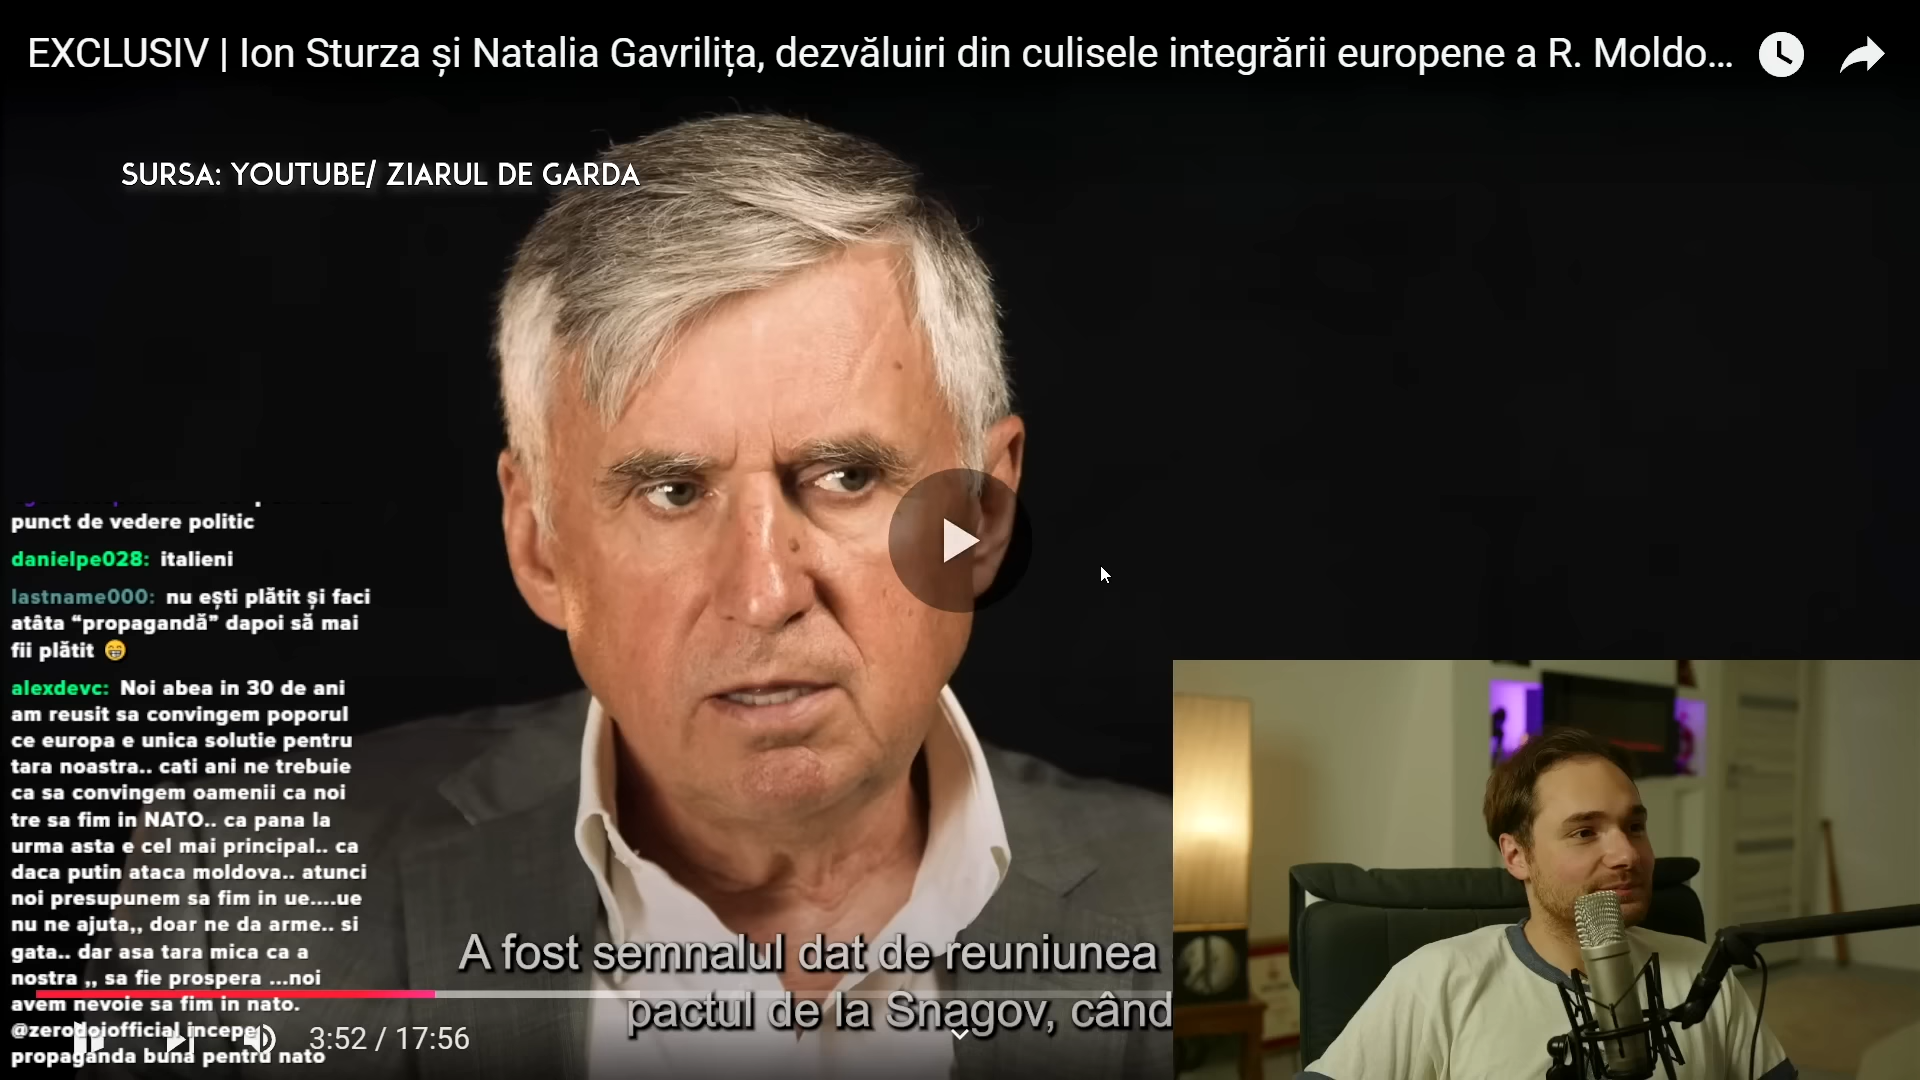 EXCLUSIV | Ion Sturza și Natalia Gavrilița, dezvăluiri din culisele integrării europene a R. Moldo...
SURSA: YOUTUBE/ ZIARUL DE GARDA
punct de vedere politic
danielpe028: italieni
lastname000: nu ești plătit și faci
atâta “propagandă” dapoi să mai
fii plătit 😁
alexdevc: Noi abea in 30 de ani
am reusit sa convingem poporul
ce europa e unica solutie pentru
tara noastra.. cati ani ne trebuie
ca sa convingem oamenii ca noi
tre sa fim in NATO.. ca pana la
urma asta e cel mai principal.. ca
daca putin ataca moldova.. atunci
noi presupunem sa fim in ue....ue
nu ne ajuta,, doar ne da arme.. si
gata.. dar asa tara mica ca a
nostra ,, sa fie prospera ...noi
avem nevoie sa fim in nato.
@zerodojofficial incepe
propaganda buna pentru nato
A fost semnalul dat de reuniunea
pactul de la Snagov, când
3:52 / 17:56